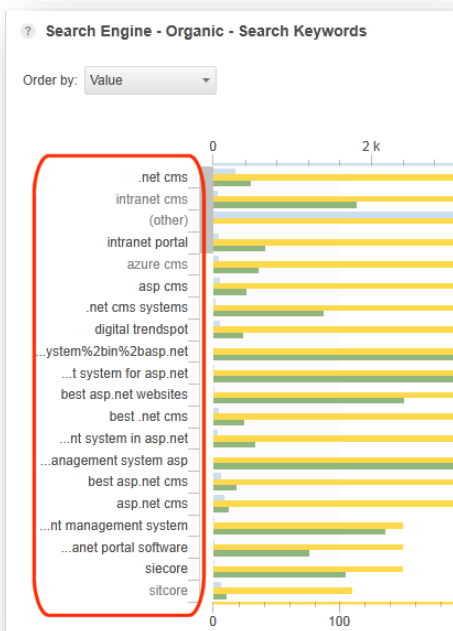 ? Search Engine - Organic - Search Keywords
Order by: Value
0 2 k
.net cms
intranet cms
(other)
intranet portal
azure cms
asp cms
.net cms systems
digital trendspot
...ystem%2bin%2basp.net
...t system for asp.net
best asp.net websites
best .net cms
...nt system in asp.net
...anagement system asp
best asp.net cms
asp.net cms
...nt management system
...anet portal software
siecore
sitcore
0 100